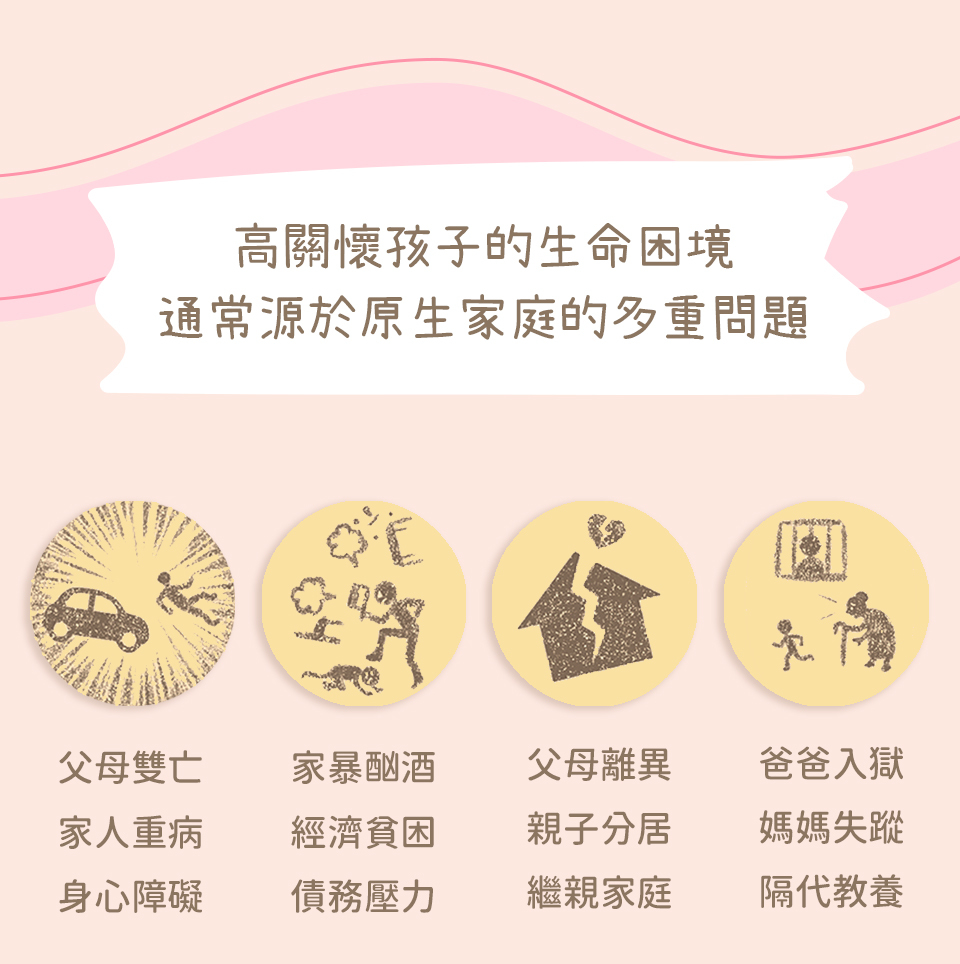 高關懷孩子的生命困境
通常源於原生家庭的多重問題
父母雙亡
家人重病
身心障礙
家暴酗酒
經濟貧困
債務壓力
父母離異
親子分居
繼親家庭
爸爸入獄
媽媽失蹤
隔代教養